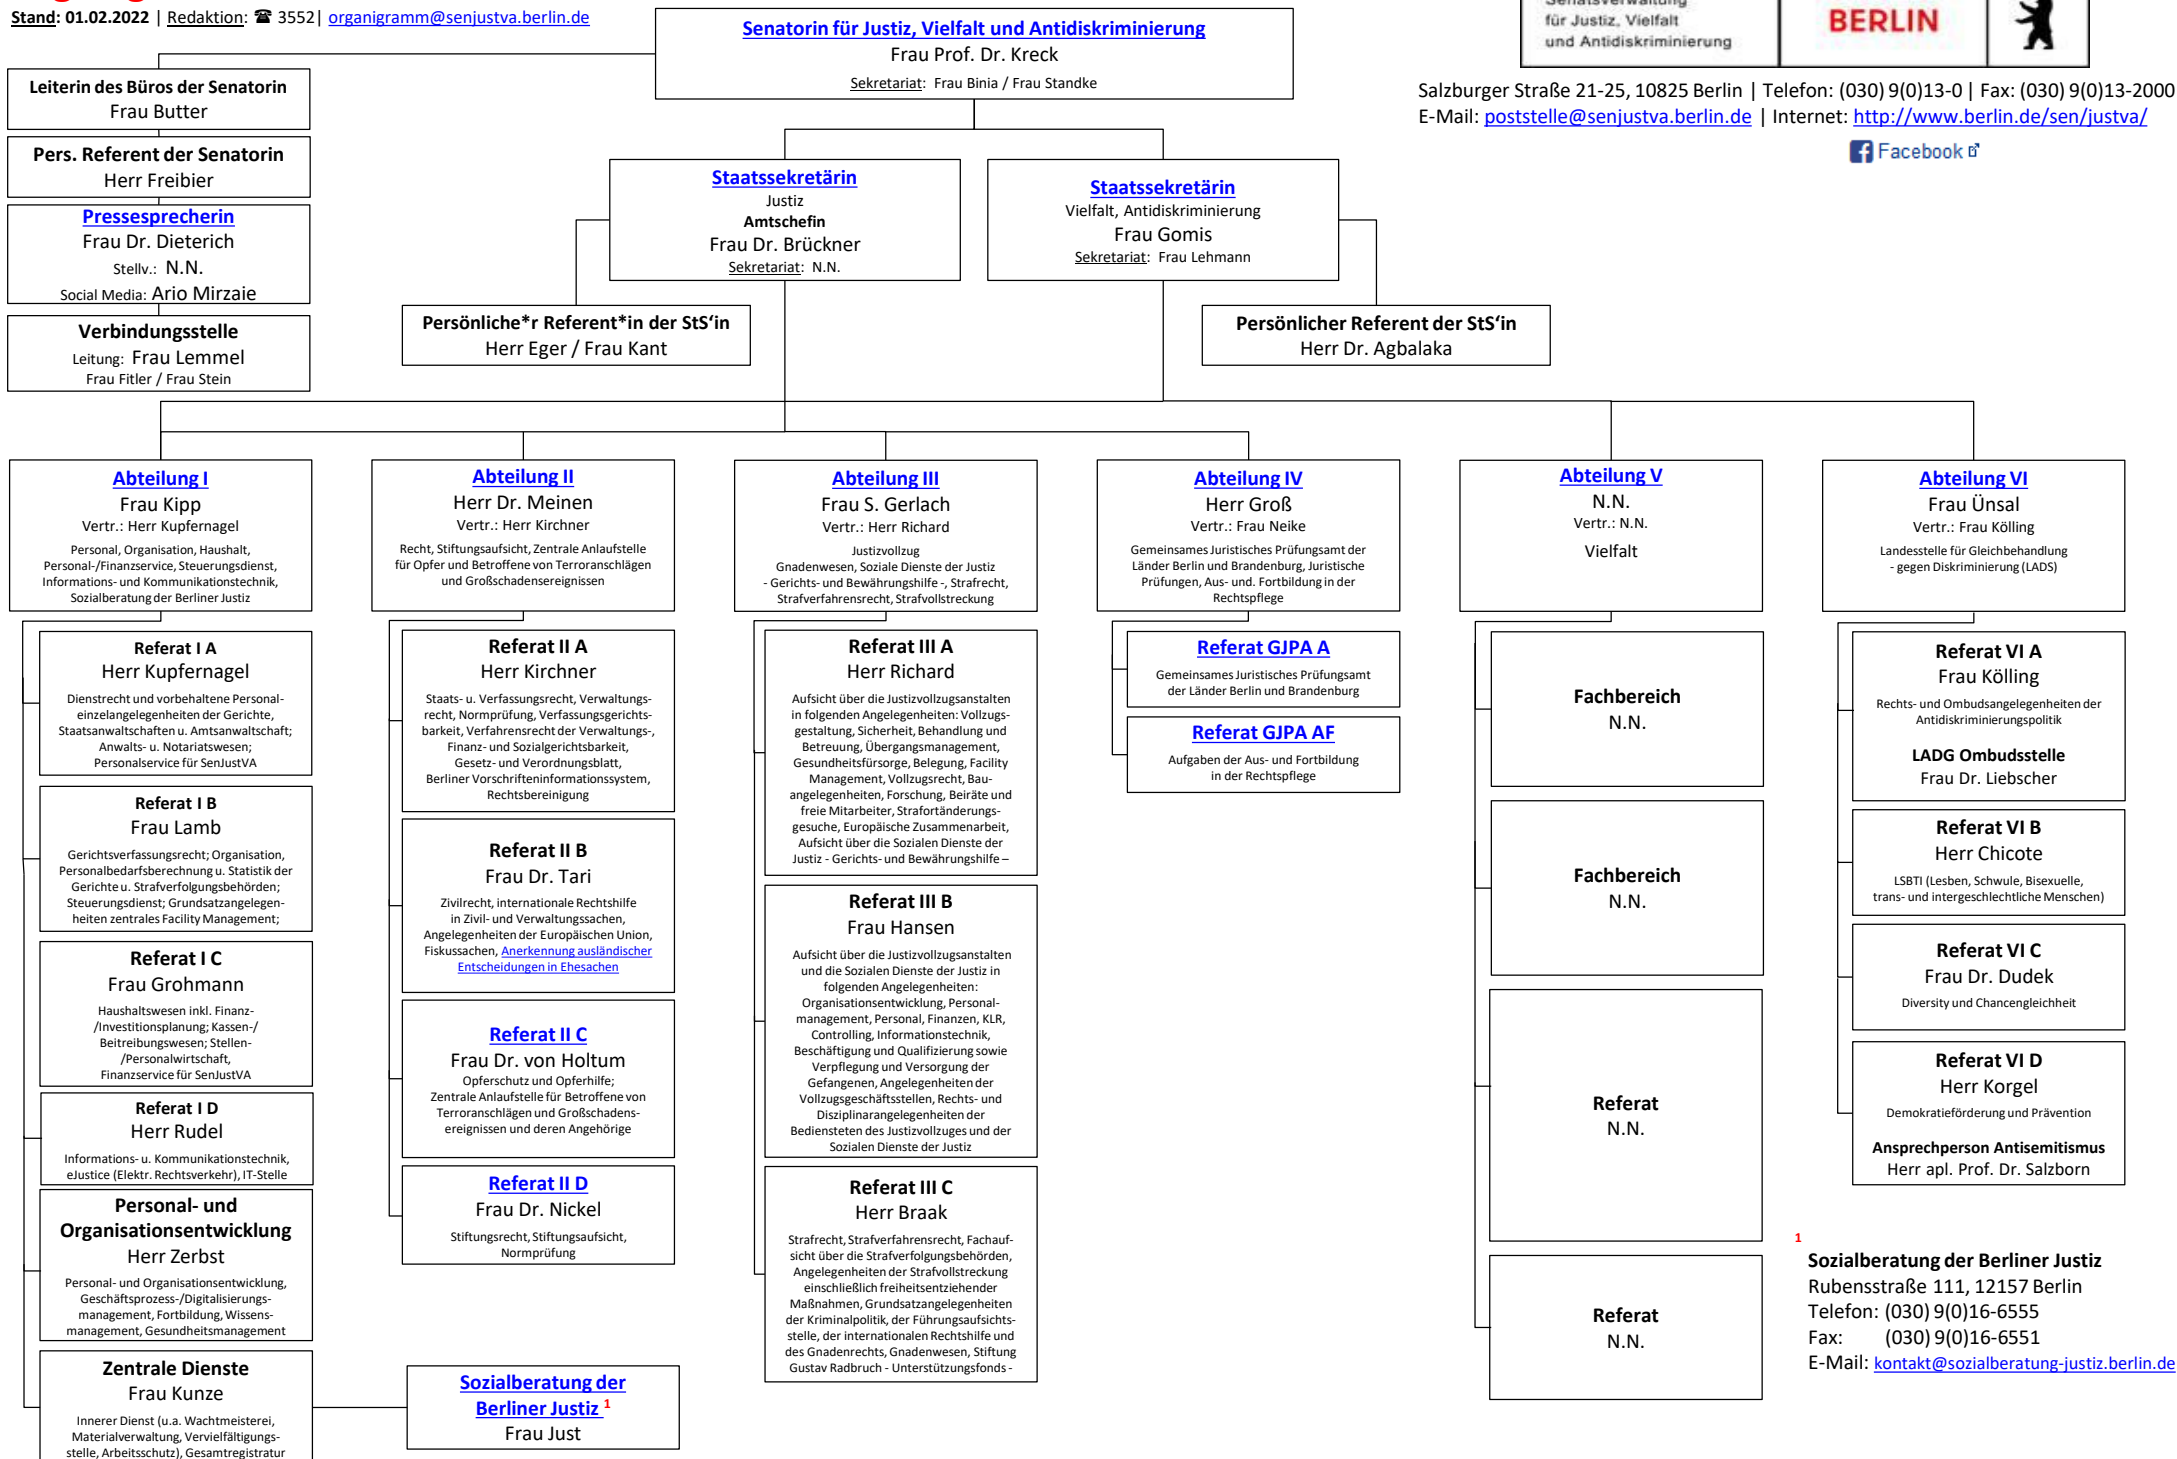 Stand: 01.02.2022 | Redaktion: ☎ 3552| organigramm@senjustva.berlin.de
Senatsverwaltung
für Justiz, Vielfalt
und Antidiskriminierung
BERLIN
Salzburger Straße 21-25, 10825 Berlin | Telefon: (030) 9(0)13-0 | Fax: (030) 9(0)13-2000
E-Mail: poststelle@senjustva.berlin.de | Internet: http://www.berlin.de/sen/justva/
Facebook
Senatorin für Justiz, Vielfalt und Antidiskriminierung
Frau Prof. Dr. Kreck
Sekretariat: Frau Binia / Frau Standke
Leiterin des Büros der Senatorin
Frau Butter
Pers. Referent der Senatorin
Herr Freibier
Pressesprecherin
Frau Dr. Dieterich
Stellv.: N.N.
Social Media: Ario Mirzaie
Verbindungsstelle
Leitung: Frau Lemmel
Frau Fitler / Frau Stein
Staatssekretärin
Justiz
Amtschefin
Frau Dr. Brückner
Sekretariat: N.N.
Staatssekretärin
Vielfalt, Antidiskriminierung
Frau Gomis
Sekretariat: Frau Lehmann
Persönliche*r Referent*in der StS‘in
Herr Eger / Frau Kant
Persönlicher Referent der StS‘in
Herr Dr. Agbalaka
Abteilung I
Frau Kipp
Vertr.: Herr Kupfernagel
Personal, Organisation, Haushalt,
Personal-/Finanzservice, Steuerungsdienst,
Informations- und Kommunikationstechnik,
Sozialberatung der Berliner Justiz
Referat I A
Herr Kupfernagel
Dienstrecht und vorbehaltene Personal-
einzelangelegenheiten der Gerichte,
Staatsanwaltschaften u. Amtsanwaltschaft;
Anwalts- u. Notariatswesen;
Personalservice für SenJustVA
Referat I B
Frau Lamb
Gerichtsverfassungsrecht; Organisation,
Personalbedarfsberechnung u. Statistik der
Gerichte u. Strafverfolgungsbehörden;
Steuerungsdienst; Grundsatzangelegen-
heiten zentrales Facility Management;
Referat I C
Frau Grohmann
Haushaltswesen inkl. Finanz-
/Investitionsplanung; Kassen-/
Beitreibungswesen; Stellen-
/Personalwirtschaft,
Finanzservice für SenJustVA
Referat I D
Herr Rudel
Informations- u. Kommunikationstechnik,
eJustice (Elektr. Rechtsverkehr), IT-Stelle
Personal- und
Organisationsentwicklung
Herr Zerbst
Personal- und Organisationsentwicklung,
Geschäftsprozess-/Digitalisierungs-
management, Fortbildung, Wissens-
management, Gesundheitsmanagement
Zentrale Dienste
Frau Kunze
Innerer Dienst (u.a. Wachtmeisterei,
Materialverwaltung, Vervielfältigungs-
stelle, Arbeitsschutz), Gesamtregistratur
Sozialberatung der
Berliner Justiz 1
Frau Just
Abteilung II
Herr Dr. Meinen
Vertr.: Herr Kirchner
Recht, Stiftungsaufsicht, Zentrale Anlaufstelle
für Opfer und Betroffene von Terroranschlägen
und Großschadensereignissen
Referat II A
Herr Kirchner
Staats- u. Verfassungsrecht, Verwaltungs-
recht, Normprüfung, Verfassungsgerichts-
barkeit, Verfahrensrecht der Verwaltungs-,
Finanz- und Sozialgerichtsbarkeit,
Gesetz- und Verordnungsblatt,
Berliner Vorschrifteninformationssystem,
Rechtsbereinigung
Referat II B
Frau Dr. Tari
Zivilrecht, internationale Rechtshilfe
in Zivil- und Verwaltungssachen,
Angelegenheiten der Europäischen Union,
Fiskussachen, Anerkennung ausländischer
Entscheidungen in Ehesachen
Referat II C
Frau Dr. von Holtum
Opferschutz und Opferhilfe;
Zentrale Anlaufstelle für Betroffene von
Terroranschlägen und Großschadens-
ereignissen und deren Angehörige
Referat II D
Frau Dr. Nickel
Stiftungsrecht, Stiftungsaufsicht,
Normprüfung
Abteilung III
Frau S. Gerlach
Vertr.: Herr Richard
Justizvollzug
Gnadenwesen, Soziale Dienste der Justiz
- Gerichts- und Bewährungshilfe -, Strafrecht,
Strafverfahrensrecht, Strafvollstreckung
Referat III A
Herr Richard
Aufsicht über die Justizvollzugsanstalten
in folgenden Angelegenheiten: Vollzugs-
gestaltung, Sicherheit, Behandlung und
Betreuung, Übergangsmanagement,
Gesundheitsfürsorge, Belegung, Facility
Management, Vollzugsrecht, Bau-
angelegenheiten, Forschung, Beiräte und
freie Mitarbeiter, Strafortänderungs-
gesuche, Europäische Zusammenarbeit,
Aufsicht über die Sozialen Dienste der
Justiz - Gerichts- und Bewährungshilfe –
Referat III B
Frau Hansen
Aufsicht über die Justizvollzugsanstalten
und die Sozialen Dienste der Justiz in
folgenden Angelegenheiten:
Organisationsentwicklung, Personal-
management, Personal, Finanzen, KLR,
Controlling, Informationstechnik,
Beschäftigung und Qualifizierung sowie
Verpflegung und Versorgung der
Gefangenen, Angelegenheiten der
Vollzugsgeschäftsstellen, Rechts- und
Disziplinarangelegenheiten der
Bediensteten des Justizvollzuges und der
Sozialen Dienste der Justiz
Referat III C
Herr Braak
Strafrecht, Strafverfahrensrecht, Fachauf-
sicht über die Strafverfolgungsbehörden,
Angelegenheiten der Strafvollstreckung
einschließlich freiheitsentziehender
Maßnahmen, Grundsatzangelegenheiten
der Kriminalpolitik, der Führungsaufsichts-
stelle, der internationalen Rechtshilfe und
des Gnadenrechts, Gnadenwesen, Stiftung
Gustav Radbruch - Unterstützungsfonds -
Abteilung IV
Herr Groß
Vertr.: Frau Neike
Gemeinsames Juristisches Prüfungsamt der
Länder Berlin und Brandenburg, Juristische
Prüfungen, Aus- und. Fortbildung in der
Rechtspflege
Referat GJPA A
Gemeinsames Juristisches Prüfungsamt
der Länder Berlin und Brandenburg
Referat GJPA AF
Aufgaben der Aus- und Fortbildung
in der Rechtspflege
Abteilung V
N.N.
Vertr.: N.N.
Vielfalt
Fachbereich
N.N.
Fachbereich
N.N.
Referat
N.N.
Referat
N.N.
Abteilung VI
Frau Ünsal
Vertr.: Frau Kölling
Landesstelle für Gleichbehandlung
- gegen Diskriminierung (LADS)
Referat VI A
Frau Kölling
Rechts- und Ombudsangelegenheiten der
Antidiskriminierungspolitik
LADG Ombudsstelle
Frau Dr. Liebscher
Referat VI B
Herr Chicote
LSBTI (Lesben, Schwule, Bisexuelle,
trans- und intergeschlechtliche Menschen)
Referat VI C
Frau Dr. Dudek
Diversity und Chancengleichheit
Referat VI D
Herr Korgel
Demokratieförderung und Prävention
Ansprechperson Antisemitismus
Herr apl. Prof. Dr. Salzborn
1
Sozialberatung der Berliner Justiz
Rubensstraße 111, 12157 Berlin
Telefon: (030) 9(0)16-6555
Fax: (030) 9(0)16-6551
E-Mail: kontakt@sozialberatung-justiz.berlin.de